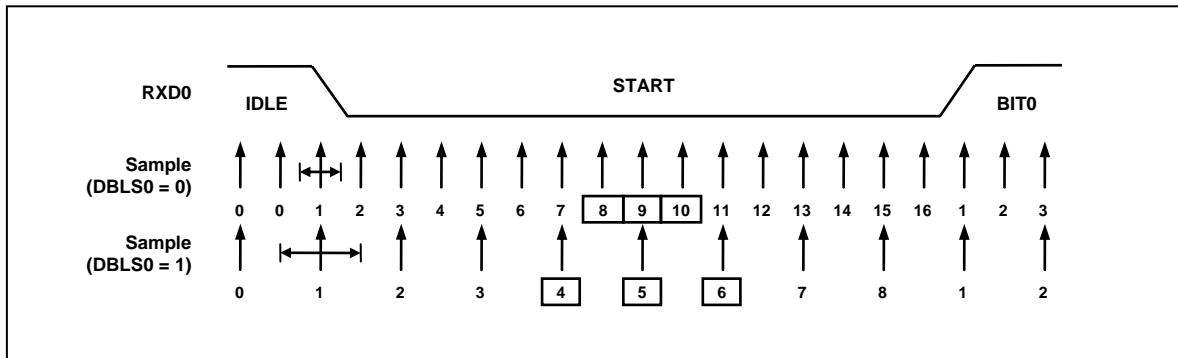 RXD0
IDLE
START
BIT0
Sample
(DBLS0 = 0)
0 0 1 2 3 4 5 6 7 8 9 10 11 12 13 14 15 16 1 2 3
Sample
(DBLS0 = 1)
0 1 2 3 4 5 6 7 8 1 2